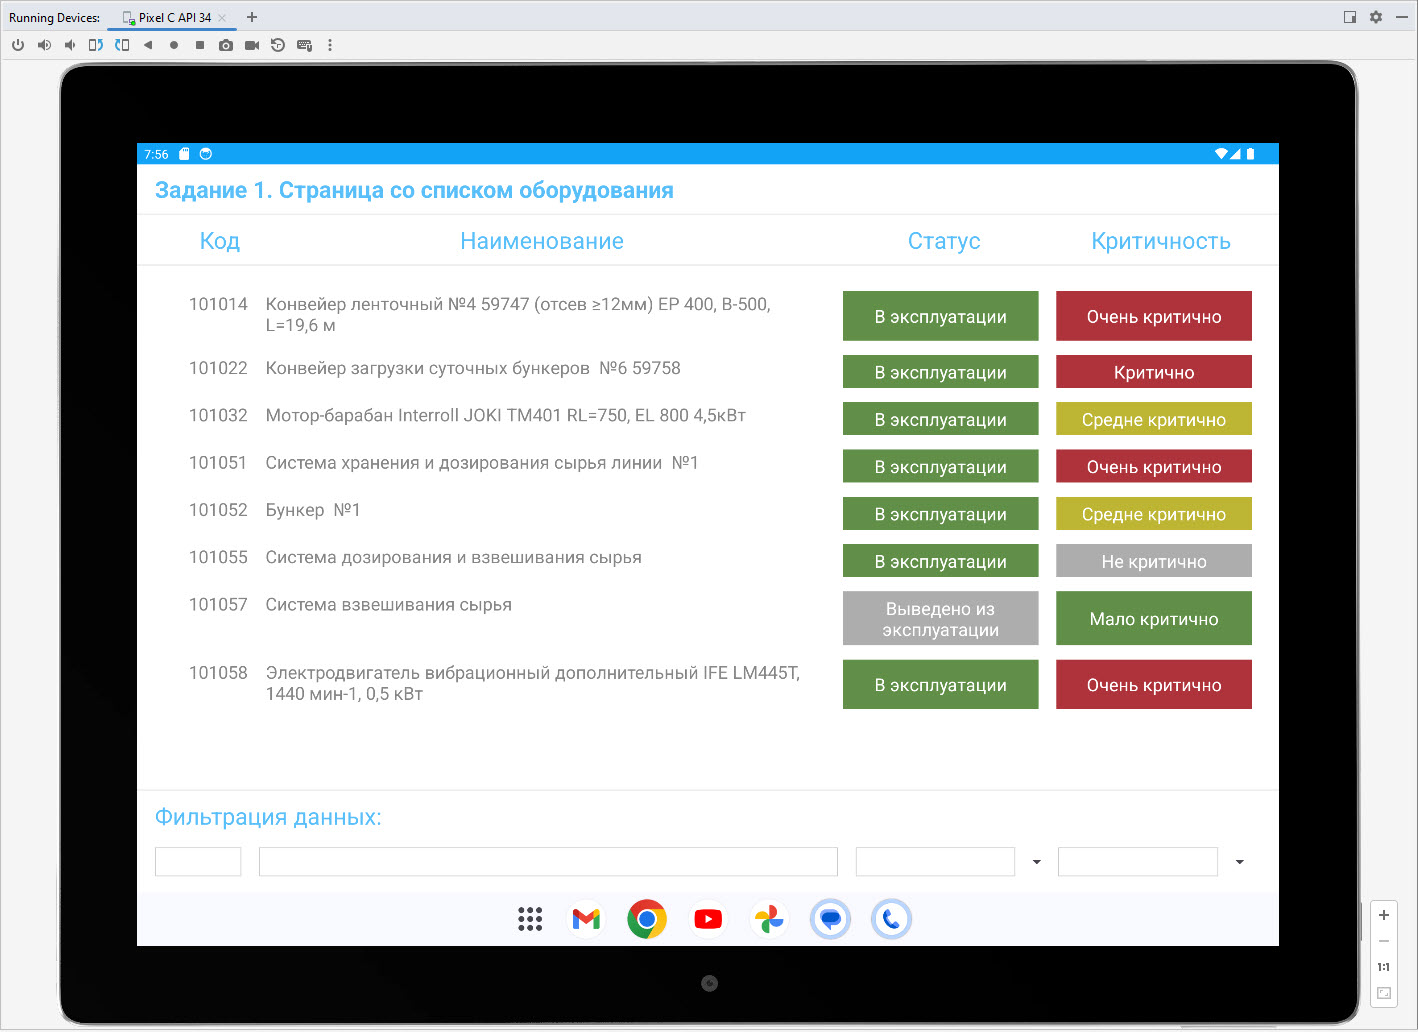 Running Devices: Pixel C API 34
7:56
Задание 1. Страница со списком оборудования
Код Наименование Статус Критичность
101014 Конвейер ленточный №4 59747 (отсев ≥12мм) EP 400, B-500, В эксплуатации Очень критично
L=19,6 м
101022 Конвейер загрузки суточных бункеров №6 59758 В эксплуатации Критично
101032 Мотор-барабан Interroll JOKI TM401 RL=750, EL 800 4,5кВт В эксплуатации Средне критично
101051 Система хранения и дозирования сырья линии №1 В эксплуатации Очень критично
101052 Бункер №1 В эксплуатации Средне критично
101055 Система дозирования и взвешивания сырья В эксплуатации Не критично
101057 Система взвешивания сырья Выведено из Мало критично
эксплуатации
101058 Электродвигатель вибрационный дополнительный IFE LM445T, В эксплуатации Очень критично
1440 мин-1, 0,5 кВт
Фильтрация данных:
1:1